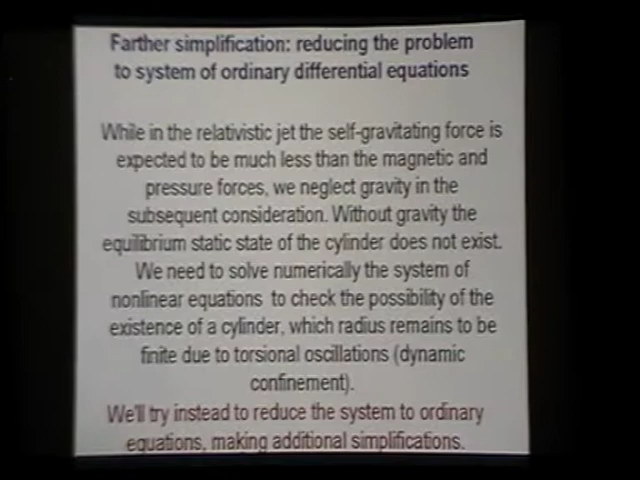 Farther simplification: reducing the problem
to system of ordinary differential equations
While in the relativistic jet the self-gravitating force is
expected to be much less than the magnetic and
pressure forces, we neglect gravity in the
subsequent consideration. Without gravity the
equilibrium static state of the cylinder does not exist.
We need to solve numerically the system of
nonlinear equations to check the possibility of the
existence of a cylinder, which radius remains to be
finite due to torsional oscillations (dynamic
confinement).
We'll try instead to reduce the system to ordinary
equations, making additional simplifications.